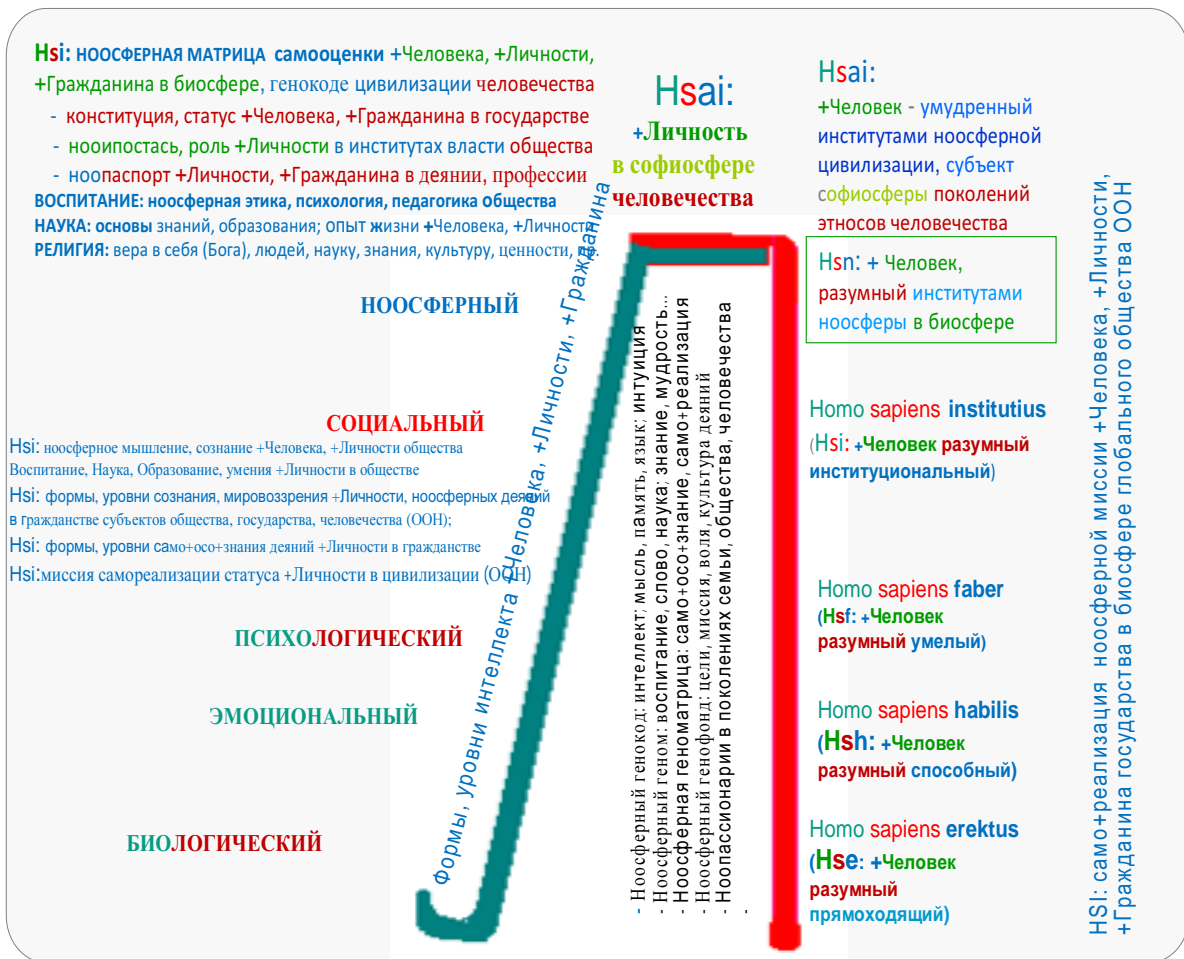 Hsi: НООСФЕРНАЯ МАТРИЦА самооценки +Человека, +Личности,
+Гражданина в биосфере, генокоде цивилизации человечества
- конституция, статус +Человека, +Гражданина в государстве
- нооипостась, роль +Личности в институтах власти общества
- ноопаспорт +Личности, +Гражданина в деянии, профессии
ВОСПИТАНИЕ: ноосферная этика, психология, педагогика общества
НАУКА: основы знаний, образования; опыт жизни +Человека, +Личности
РЕЛИГИЯ: вера в себя (Бога), людей, науку, знания, культуру, ценности, др.
НООСФЕРНЫЙ
СОЦИАЛЬНЫЙ
Hsi: ноосферное мышление, сознание +Человека, +Личности общества
Воспитание, Наука, Образование, умения +Личности в обществе
Hsi: формы, уровни сознания, мировоззрения +Личности, ноосферных деяний
в гражданстве субъектов общества, государства, человечества (ООН);
Hsi: формы, уровни само+осо+знания деяний +Личности в гражданстве
Hsi:миссия самореализации статуса +Личности в цивилизации (ООН)
ПСИХОЛОГИЧЕСКИЙ
ЭМОЦИОНАЛЬНЫЙ
БИОЛОГИЧЕСКИЙ
Формы, уровни интеллекта +Человека, +Личности, +Гражданина
Hsai:
+Личность
в софиосфере
человечества
- Ноосферный генокод; интеллект; мысль, память, язык; интуиция
- Ноосферный геном: воспитание, слово, наука; знание, мудрость...
- Ноосферная геноматрица: само+осо+знание, само+реализация
- Ноосферный генофонд; цели, миссия, воля, культура деяний
- Ноопассионарии в поколениях семьи, общества, человечества
-
Hsai:
+Человек - умудренный
институтами ноосферной
цивилизации, субъект
софиосферы поколений
этносов человечества
Hsn: + Человек,
разумный институтами
ноосферы в биосфере
Homo sapiens institutius
(Hsi: +Человек разумный
институциональный)
Homo sapiens faber
(Hsf: +Человек
разумный умелый)
Homo sapiens habilis
(Hsh: +Человек
разумный способный)
Homo sapiens erektus
(Hse: +Человек
разумный
прямоходящий)
HSI: само+реализация ноосферной миссии +Человека, +Личности,
+Гражданина государства в биосфере глобального общества ООН